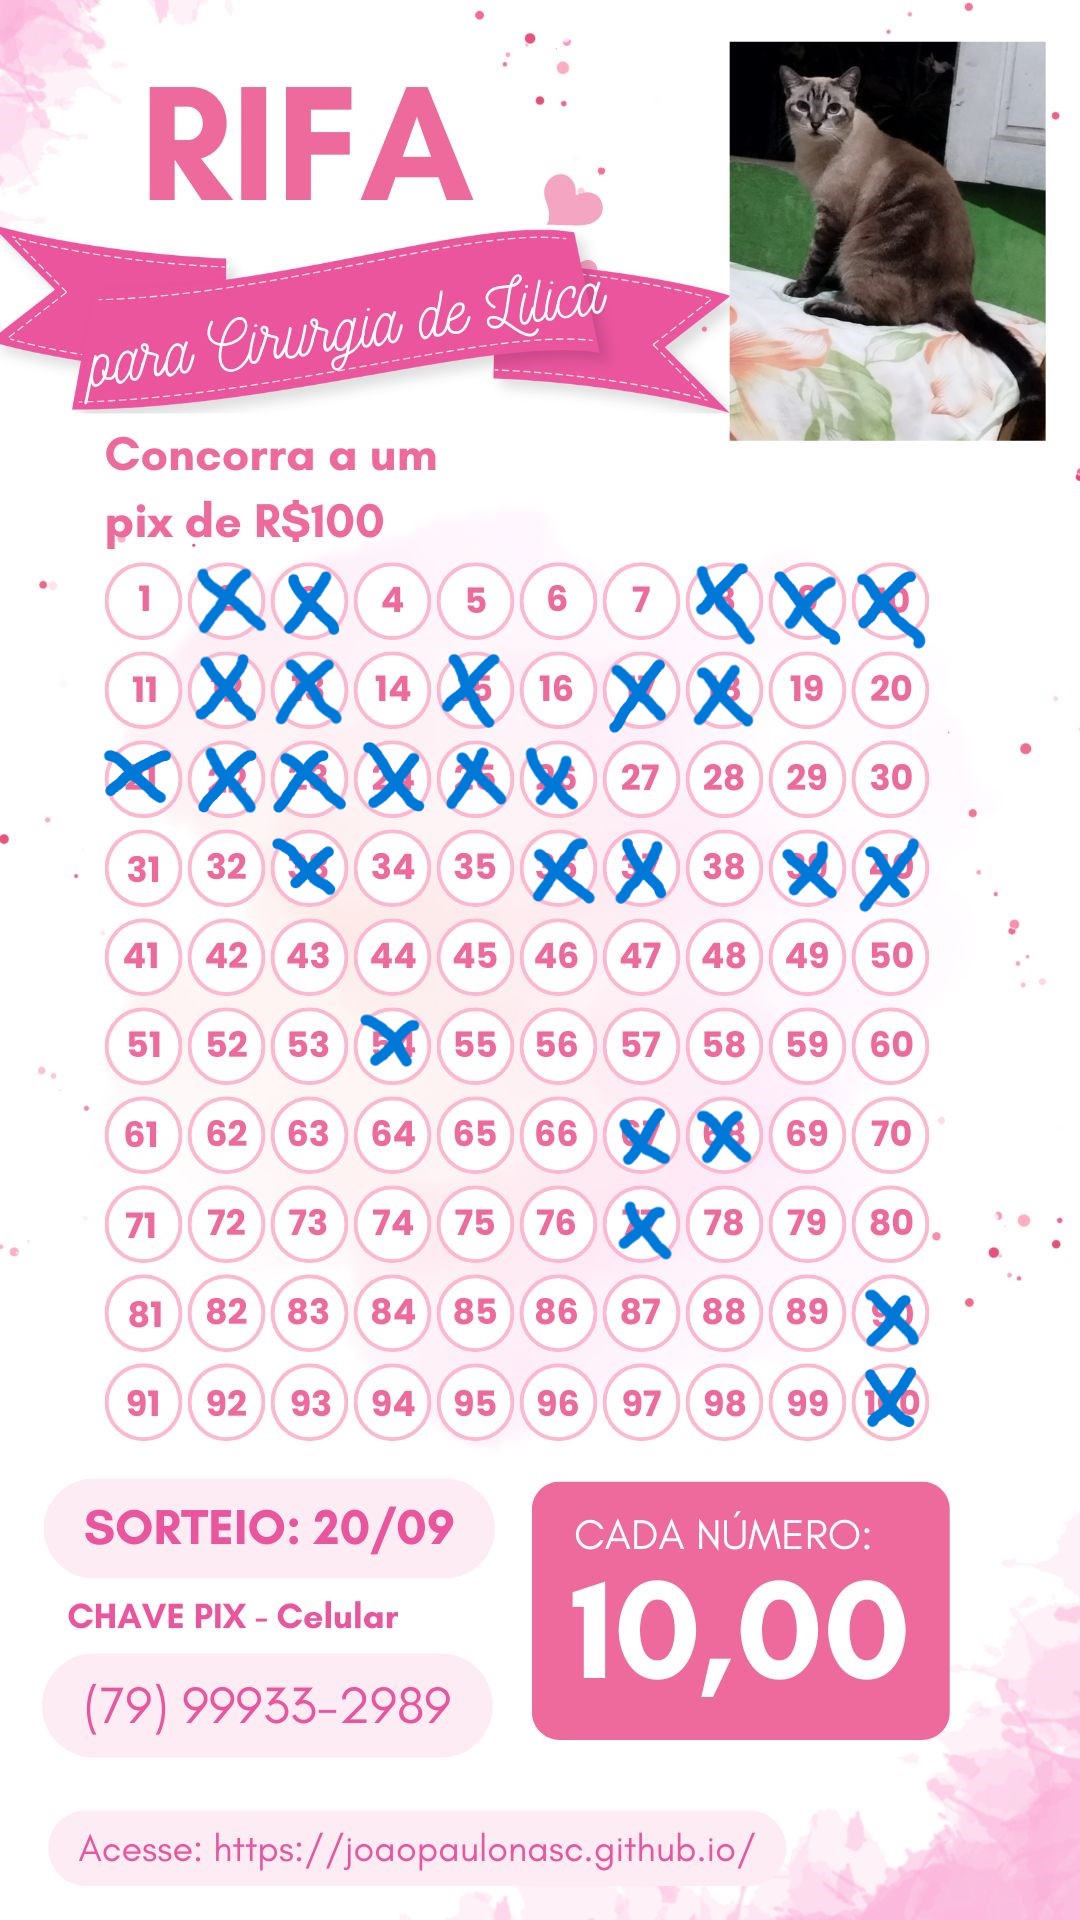 RIFA
para Cirurgia de Lilica
Concorra a um
pix de R$100
1 4 5 6 7
11 14 16 19 20
27 28 29 30
31 32 34 35 38
41 42 43 44 45 46 47 48 49 50
51 52 53 55 56 57 58 59 60
61 62 63 64 65 66 69 70
71 72 73 74 75 76 78 79 80
81 82 83 84 85 86 87 88 89
91 92 93 94 95 96 97 98 99 100
SORTEIO: 20/09
CADA NÚMERO:
10,00
CHAVE PIX - Celular
(79) 99933-2989
Acesse: https://joaopaulonasc.github.io/